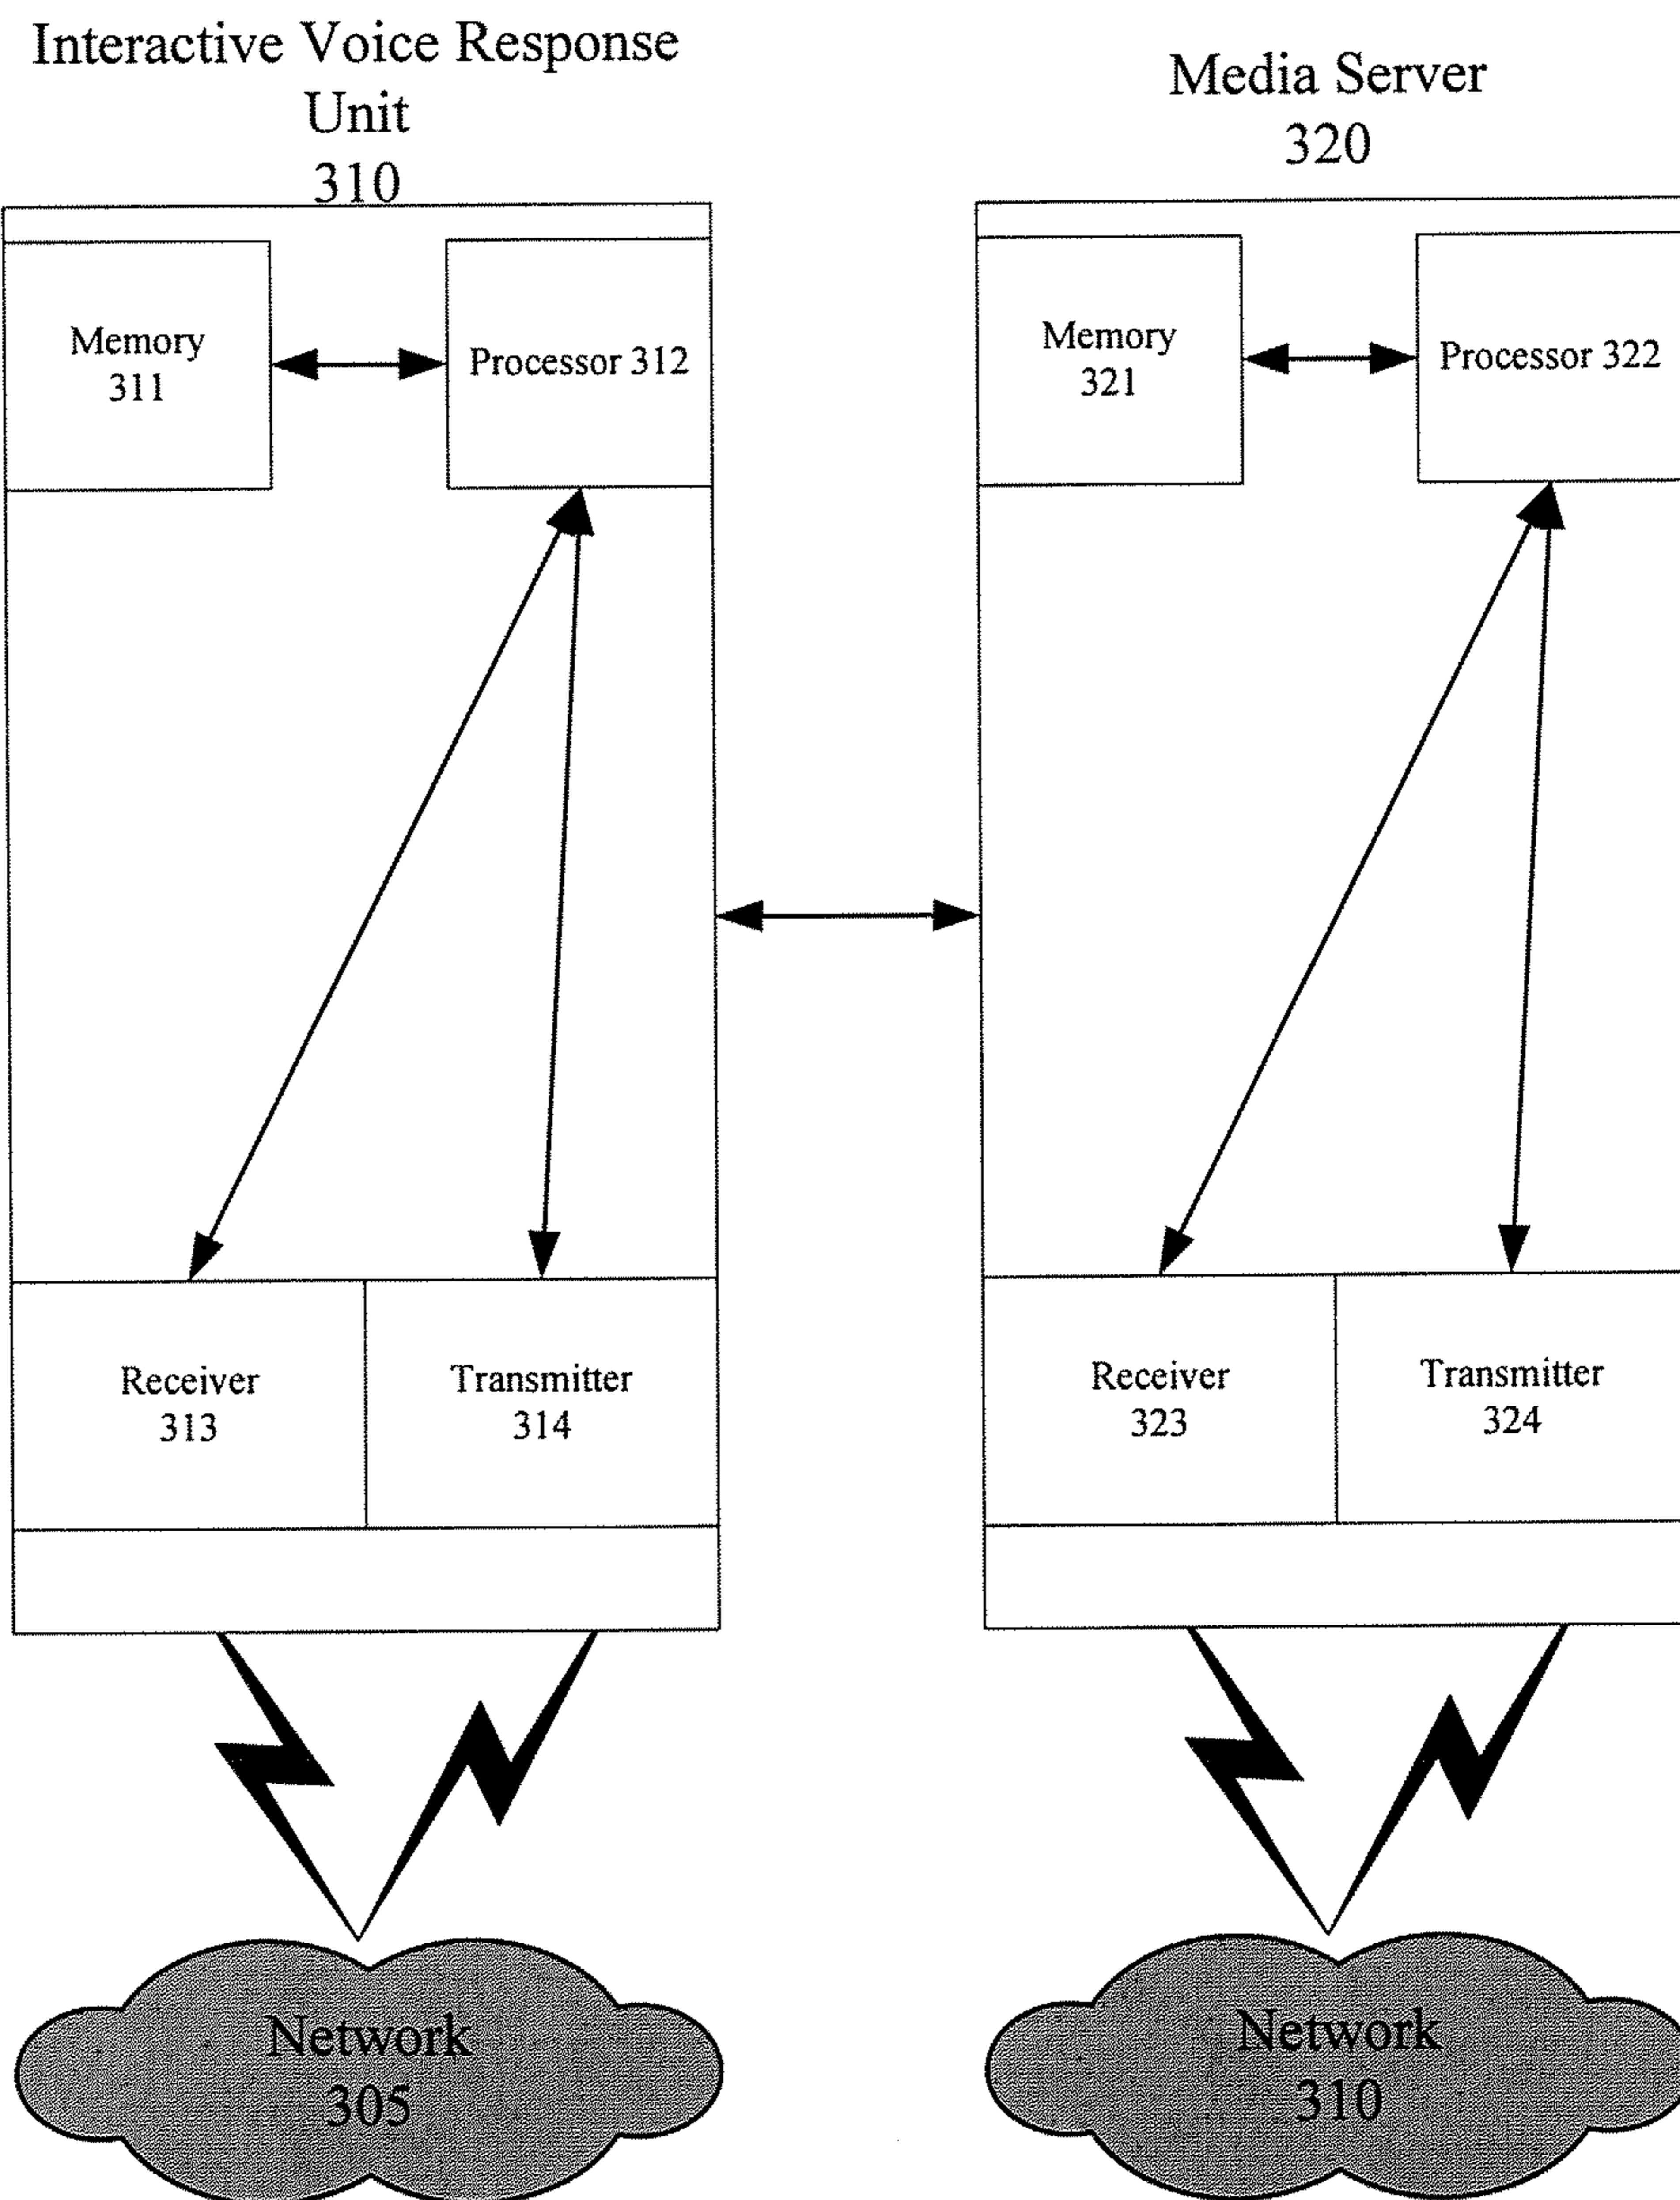 Interactive Voice Response
Unit
310
Media Server
320
Memory
311
Processor 312
Memory
321
Processor 322
Receiver
313
Transmitter
314
Receiver
323
Transmitter
324
Network
305
Network
310